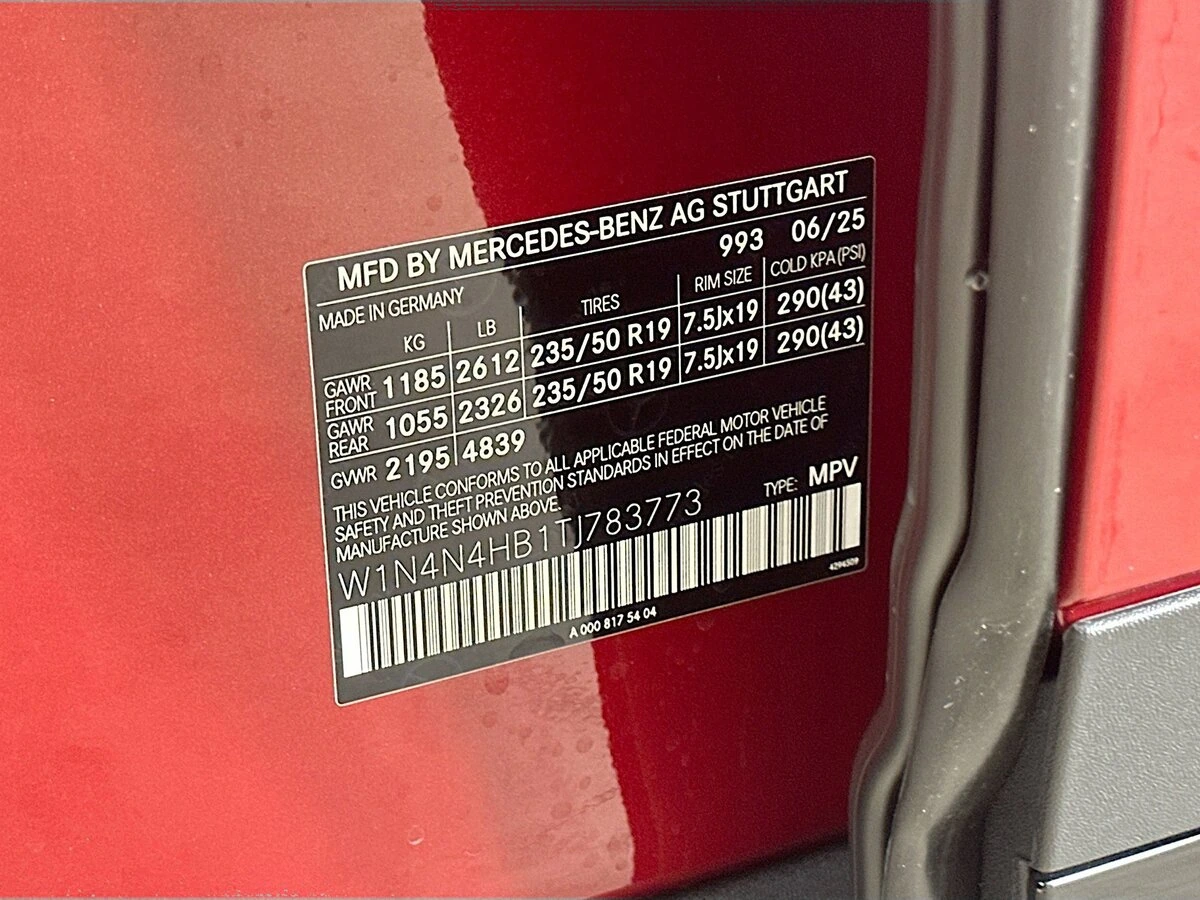 MFD BY MERCEDES-BENZ AG STUTTGART
MADE IN GERMANY 993 06/25
KG LB TIRES RIM SIZE COLD KPA(PSI)
GAWR FRONT 1185 2612 235/50 R19 7.5Jx19 290(43)
GAWR REAR 1055 2326 235/50 R19 7.5Jx19 290(43)
GVWR 2195 4839
THIS VEHICLE CONFORMS TO ALL APPLICABLE FEDERAL MOTOR VEHICLE
SAFETY AND THEFT PREVENTION STANDARDS IN EFFECT ON THE DATE OF
MANUFACTURE SHOWN ABOVE.
TYPE: MPV
W1N4N4HB1TJ783773
4294509
A 000 817 54 04